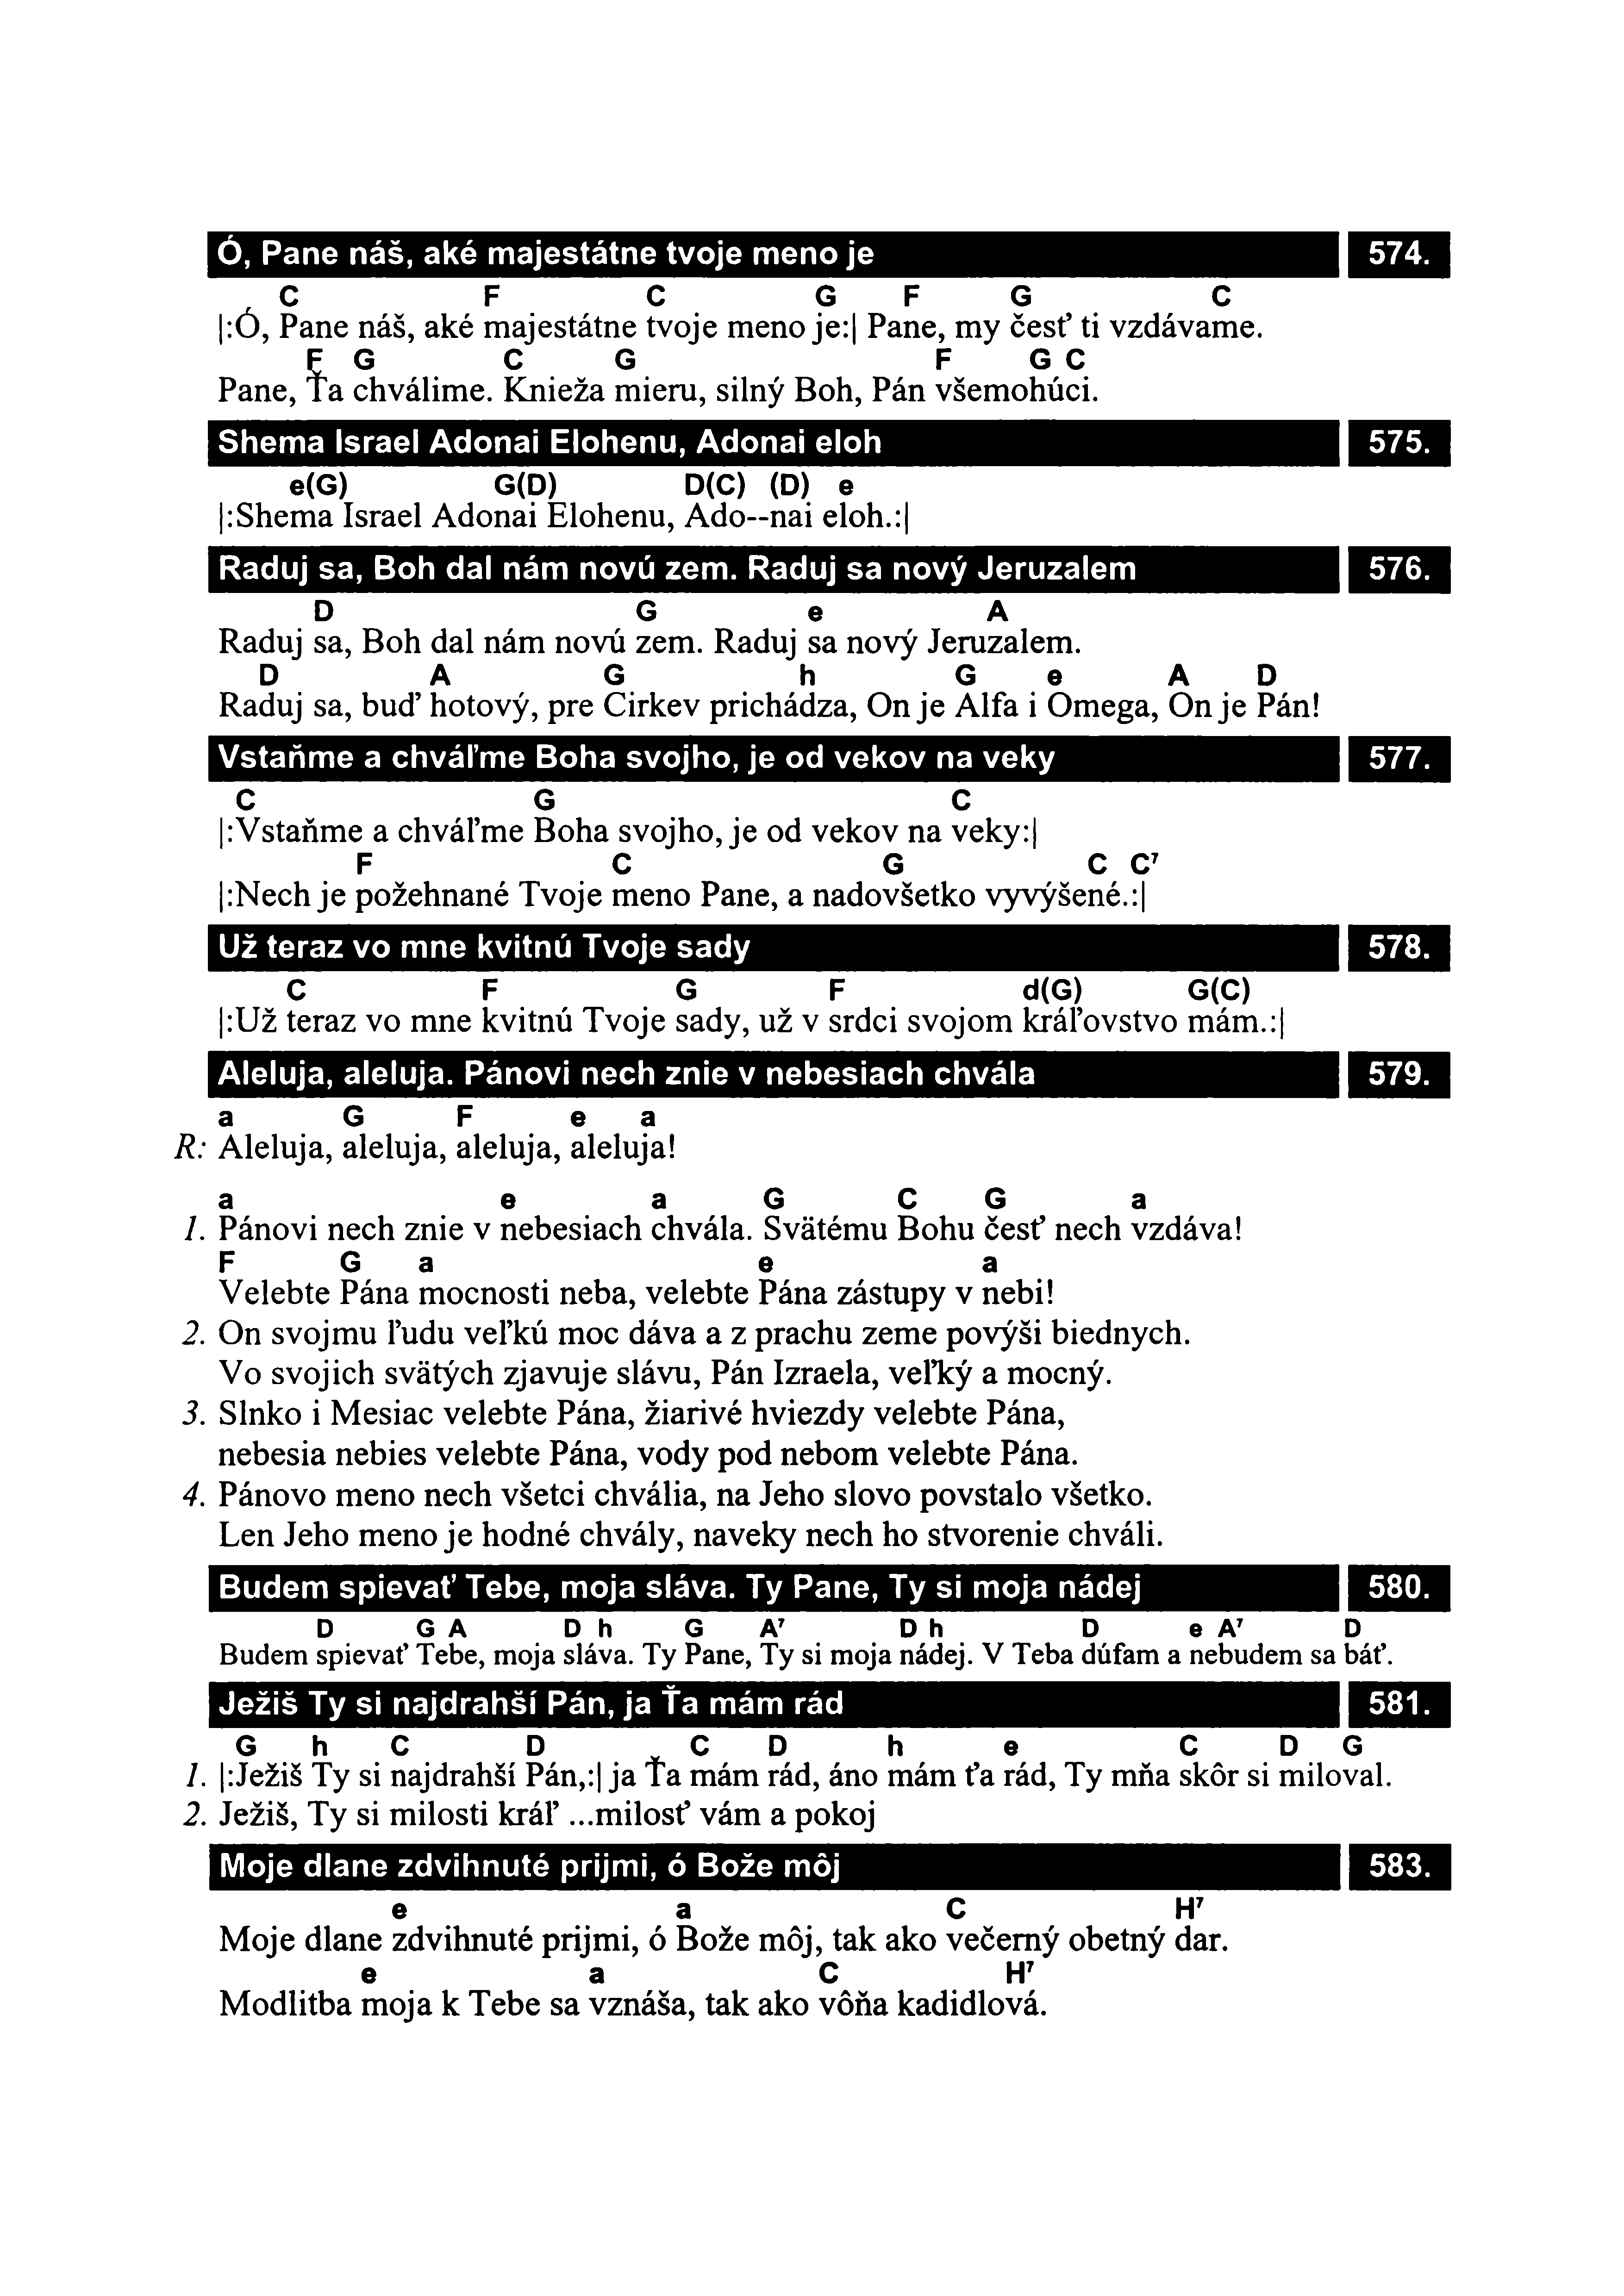 Ó, Pane náš, aké majestátne tvoje meno je 574.
C F C G F G C
|:Ó, Pane náš, aké majestátne tvoje meno je:| Pane, my česť ti vzdávame.
F G C G F G C
Pane, Ťa chválime. Knieža mieru, silný Boh, Pán všemohúci.
Shema Israel Adonai Elohenu, Adonai eloh 575.
e(G) G(D) D(C) (D) e
|:Shema Israel Adonai Elohenu, Ado--nai eloh.:|
Raduj sa, Boh dal nám novú zem. Raduj sa nový Jeruzalem 576.
D G e A
Raduj sa, Boh dal nám novú zem. Raduj sa nový Jeruzalem.
D A G h G e A D
Raduj sa, buď hotový, pre Cirkev prichádza, On je Alfa i Omega, On je Pán!
Vstaňme a chváľme Boha svojho, je od vekov na veky 577.
C G C
|:Vstaňme a chváľme Boha svojho, je od vekov na veky:|
F C G C C⁷
|:Nech je požehnané Tvoje meno Pane, a nadovšetko vyvýšené.:|
Už teraz vo mne kvitnú Tvoje sady 578.
C F G F d(G) G(C)
|:Už teraz vo mne kvitnú Tvoje sady, už v srdci svojom kráľovstvo mám.:|
Aleluja, aleluja. Pánovi nech znie v nebesiach chvála 579.
a G F e a
R: Aleluja, aleluja, aleluja, aleluja!
a e a G C G a
1. Pánovi nech znie v nebesiach chvála. Svätému Bohu česť nech vzdáva!
F G a e a
Velebte Pána mocnosti neba, velebte Pána zástupy v nebi!
2. On svojmu ľudu veľkú moc dáva a z prachu zeme povýši biednych.
Vo svojich svätých zjavuje slávu, Pán Izraela, veľký a mocný.
3. Slnko i Mesiac velebte Pána, žiarivé hviezdy velebte Pána,
nebesia nebies velebte Pána, vody pod nebom velebte Pána.
4. Pánovo meno nech všetci chvália, na Jeho slovo povstalo všetko.
Len Jeho meno je hodné chvály, naveky nech ho stvorenie chváli.
Budem spievať Tebe, moja sláva. Ty Pane, Ty si moja nádej 580.
D G A D h G A⁷ D h D e A⁷ D
Budem spievať Tebe, moja sláva. Ty Pane, Ty si moja nádej. V Teba dúfam a nebudem sa báť.
Ježiš Ty si najdrahší Pán, ja Ťa mám rád 581.
G h C D C D h e C D G
1. |:Ježiš Ty si najdrahší Pán,:| ja Ťa mám rád, áno mám ťa rád, Ty mňa skôr si miloval.
2. Ježiš, Ty si milosti kráľ ...milosť vám a pokoj
Moje dlane zdvihnuté prijmi, ó Bože môj 583.
e a C H⁷
Moje dlane zdvihnuté prijmi, ó Bože môj, tak ako večerný obetný dar.
e a C H⁷
Modlitba moja k Tebe sa vznáša, tak ako vôňa kadidlová.